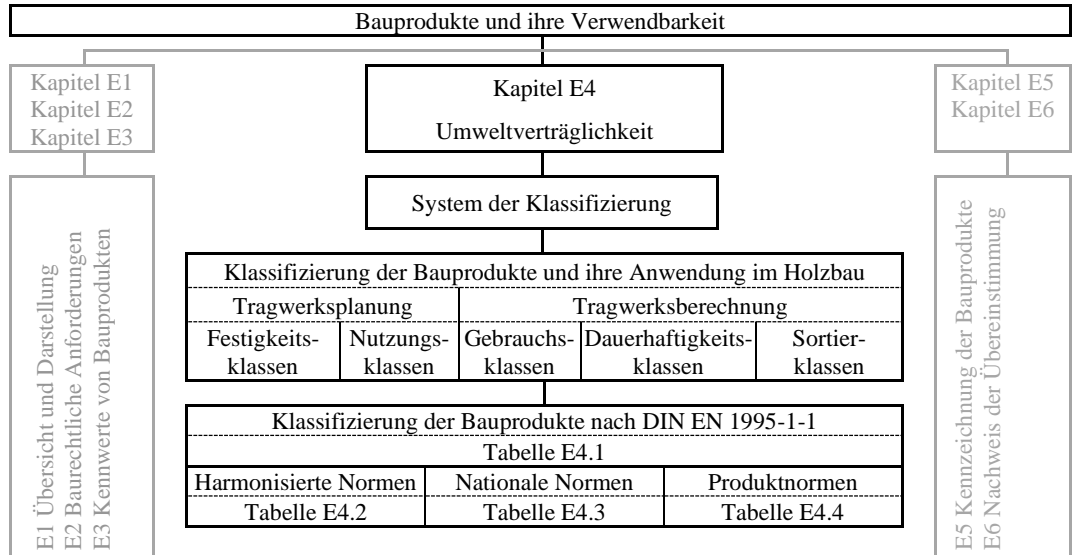 Bauprodukte und ihre Verwendbarkeit
Kapitel E1
Kapitel E2
Kapitel E3
Kapitel E4
Umweltverträglichkeit
Kapitel E5
Kapitel E6
E1 Übersicht und Darstellung
E2 Baurechtliche Anforderungen
E3 Kennwerte von Bauprodukten
System der Klassifizierung
Klassifizierung der Bauprodukte und ihre Anwendung im Holzbau
Tragwerksplanung
Tragwerksberechnung
Festigkeits-
klassen
Nutzungs-
klassen
Gebrauchs-
klassen
Dauerhaftigkeits-
klassen
Sortier-
klassen
Klassifizierung der Bauprodukte nach DIN EN 1995-1-1
Tabelle E4.1
Harmonisierte Normen
Nationale Normen
Produktnormen
Tabelle E4.2
Tabelle E4.3
Tabelle E4.4
E5 Kennzeichnung der Bauprodukte
E6 Nachweis der Übereinstimmung